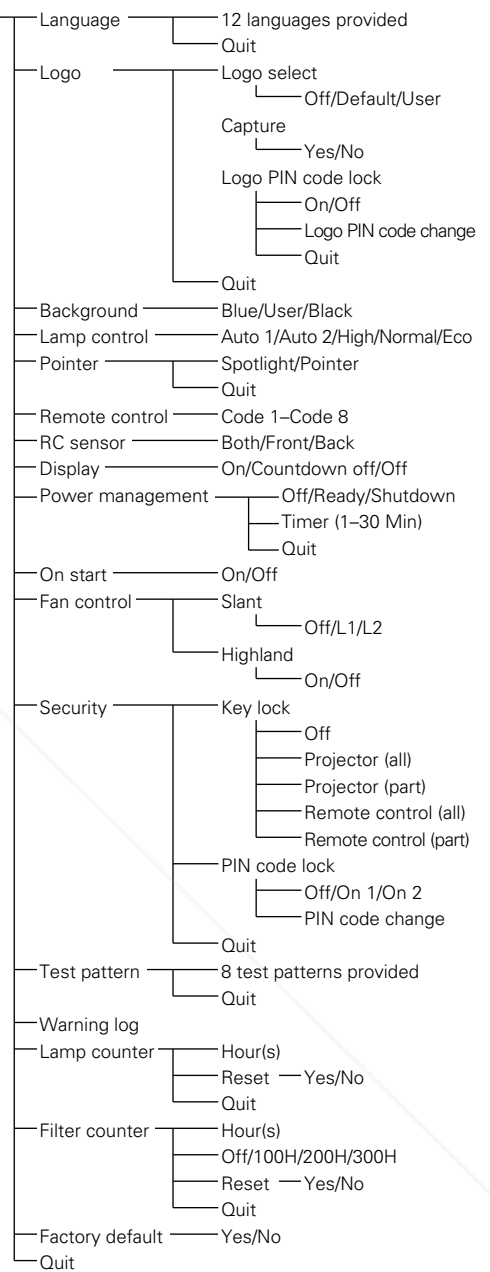 Language 12 languages provided
Quit
Logo Logo select
Off/Default/User
Capture
Yes/No
Logo PIN code lock
On/Off
Logo PIN code change
Quit
Quit
Background Blue/User/Black
Lamp control Auto 1/Auto 2/High/Normal/Eco
Pointer Spotlight/Pointer
Quit
Remote control Code 1–Code 8
RC sensor Both/Front/Back
Display On/Countdown off/Off
Power management Off/Ready/Shutdown
Timer (1–30 Min)
Quit
On start On/Off
Fan control Slant
Off/L1/L2
Highland
On/Off
Security Key lock
Off
Projector (all)
Projector (part)
Remote control (all)
Remote control (part)
PIN code lock
Off/On 1/On 2
PIN code change
Quit
Test pattern 8 test patterns provided
Quit
Warning log
Lamp counter Hour(s)
Reset Yes/No
Quit
Filter counter Hour(s)
Off/100H/200H/300H
Reset Yes/No
Quit
Factory default Yes/No
Quit